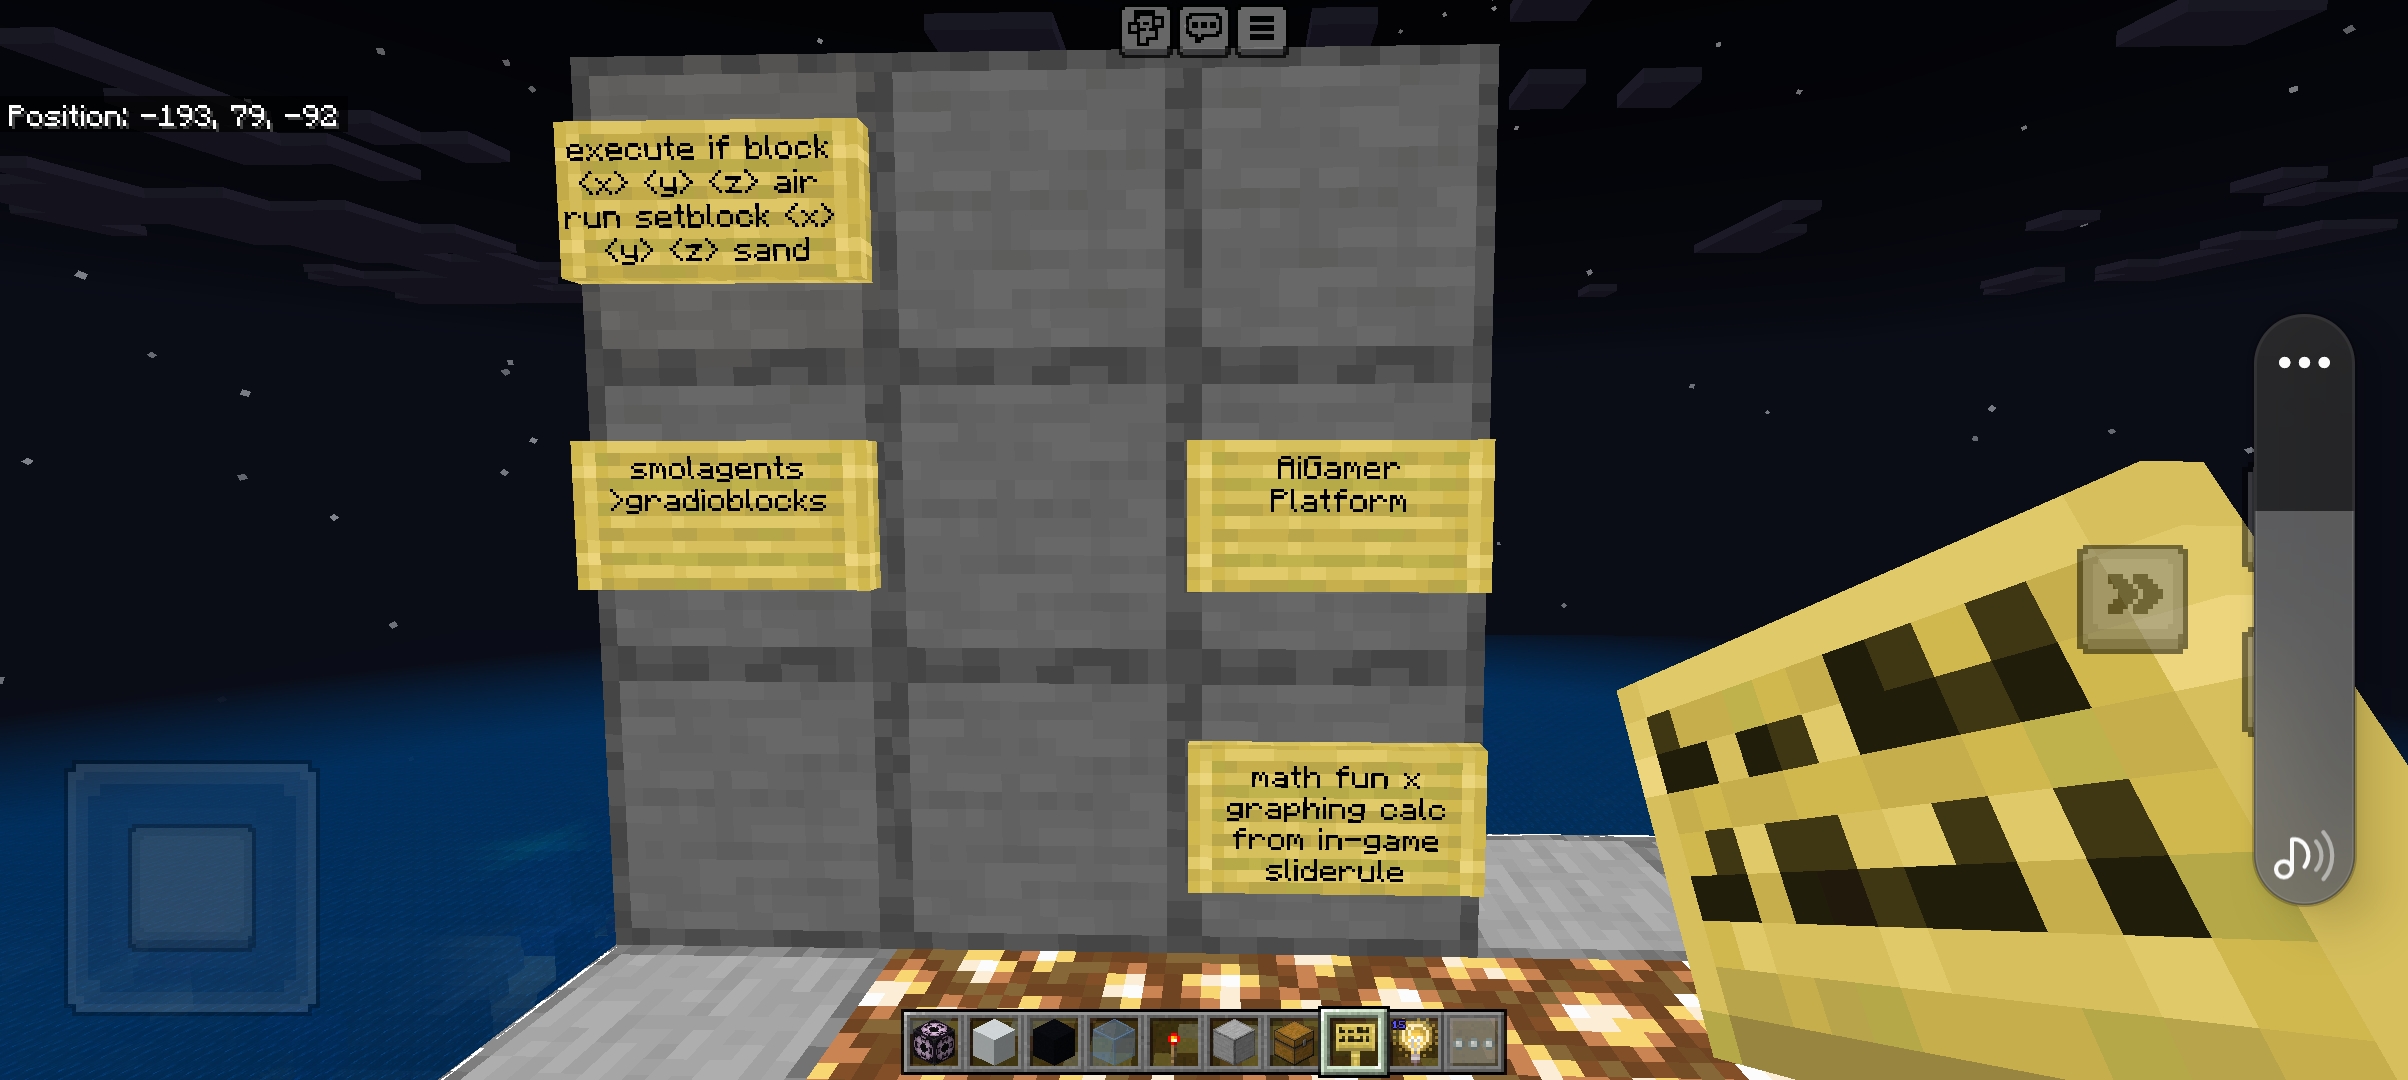 Position: -193, 79, -92
execute if block
<x> <y> <z> air
run setblock <x>
<y> <z> sand
smolagents
>gradioblocks
AiGamer
Platform
math fun x
graphing calc
from in-game
sliderule
15